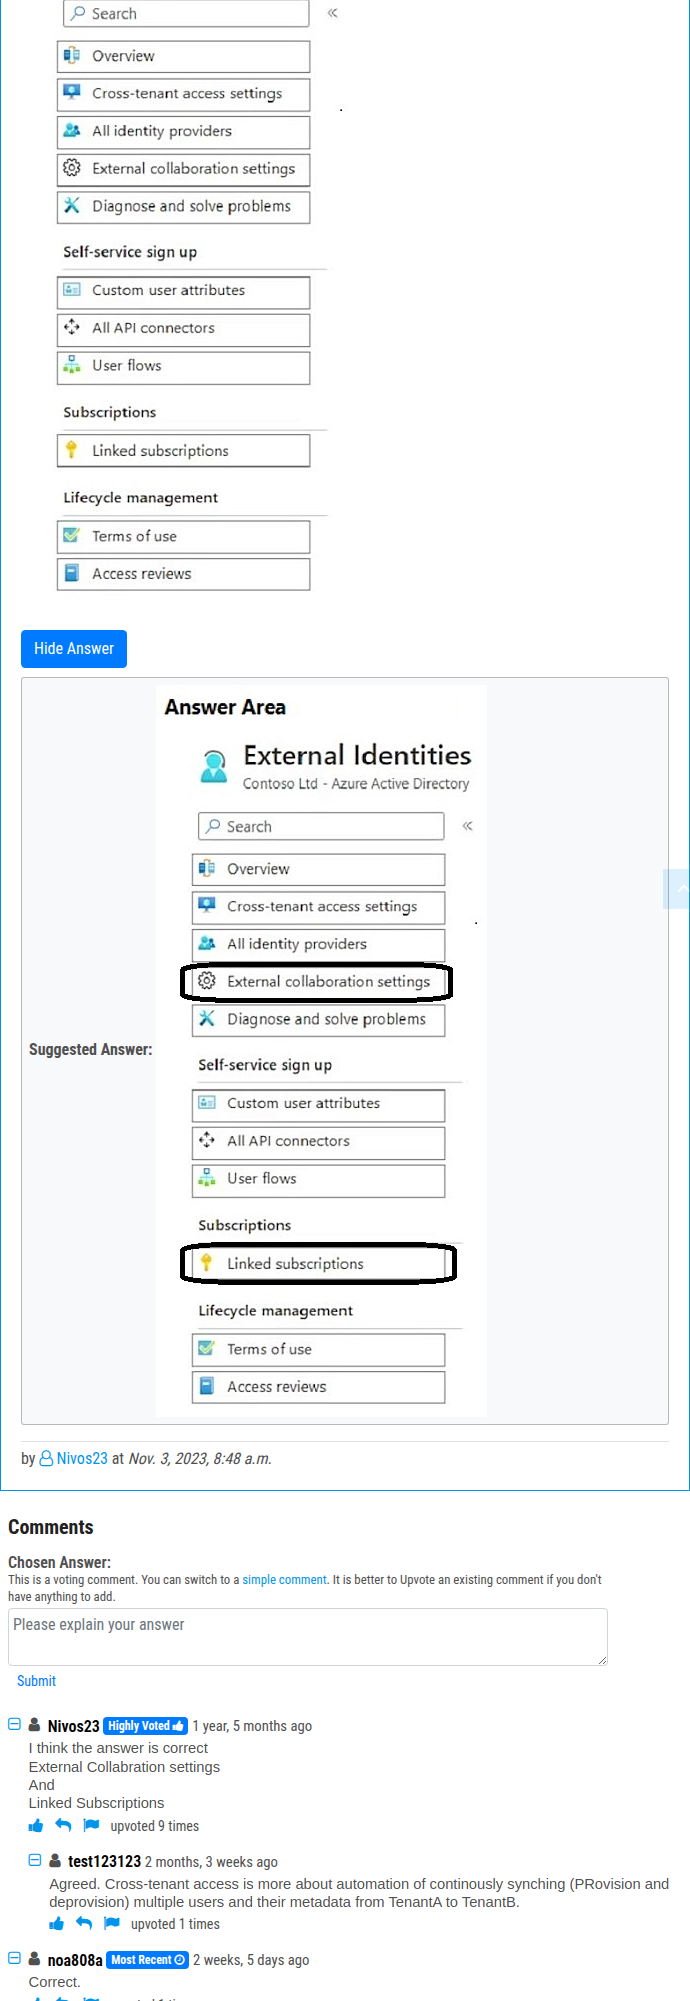 Search «
Overview
Cross-tenant access settings
All identity providers
External collaboration settings
Diagnose and solve problems
Self-service sign up
Custom user attributes
All API connectors
User flows
Subscriptions
Linked subscriptions
Lifecycle management
Terms of use
Access reviews
Hide Answer
Suggested Answer:
Answer Area
External Identities
Contoso Ltd - Azure Active Directory
Search «
Overview
Cross-tenant access settings
All identity providers
External collaboration settings
Diagnose and solve problems
Self-service sign up
Custom user attributes
All API connectors
User flows
Subscriptions
Linked subscriptions
Lifecycle management
Terms of use
Access reviews
by Nivos23 at Nov. 3, 2023, 8:48 a.m.
Comments
Chosen Answer:
This is a voting comment. You can switch to a simple comment. It is better to Upvote an existing comment if you don't
have anything to add.
Please explain your answer
Submit
Nivos23 Highly Voted 1 year, 5 months ago
I think the answer is correct
External Collabration settings
And
Linked Subscriptions
upvoted 9 times
test123123 2 months, 3 weeks ago
Agreed. Cross-tenant access is more about automation of continously synching (PRovision and
deprovision) multiple users and their metadata from TenantA to TenantB.
upvoted 1 times
noa808a Most Recent 2 weeks, 5 days ago
Correct.